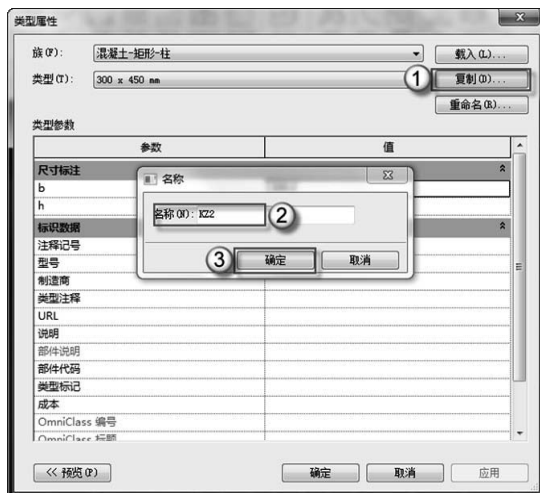 类型属性
族(F): 混凝土-矩形-柱 载入(L)...
类型(T): 300 x 450 mm 1 复制(D)...
重命名(R)...
类型参数
参数 值
尺寸标注
b
h
标识数据
注释记号
型号
制造商
类型注释
URL
说明
部件说明
部件代码
类型标记
成本
OmniClass 编号
OmniClass 标题
名称
名称(N): KZ2 2
3 确定 取消
<< 预览(P) 确定 取消 应用